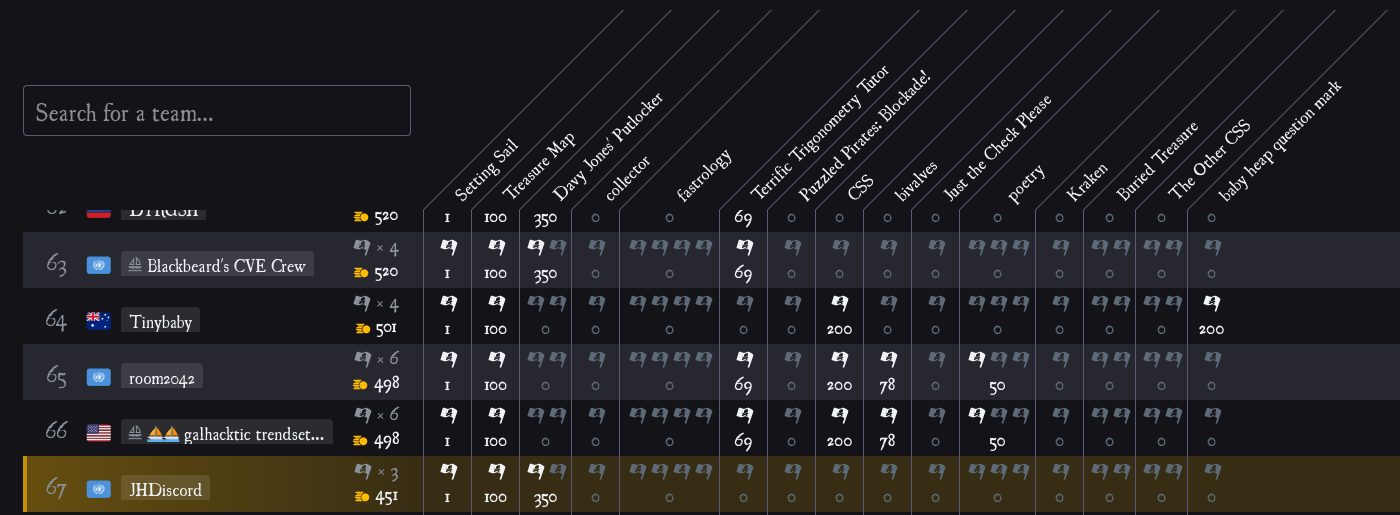 Search for a team...
Setting Sail
Treasure Map
Davy Jones' Putlocker
collector
fastrology
Terrific Trigonometry Tutor
Puzzled Pirates: Blockade!
CSS
bivalves
Just the Check Please
poetry
Kraken
Buried Treasure
The Other CSS
baby heap question mark
520 1 100 350 0 0 69 0 0 0 0 0 0 0 0 0
× 4
63 Blackbeard's CVE Crew
520 1 100 350 0 0 69 0 0 0 0 0 0 0 0 0
× 4
64 Tinybaby
501 1 100 0 0 0 0 0 200 0 0 0 0 0 0 200
× 6
65 room2042
498 1 100 0 0 0 69 0 200 78 0 50 0 0 0 0
× 6
66 galhacktic trendset...
498 1 100 0 0 0 69 0 200 78 0 50 0 0 0 0
× 3
67 JHDiscord
451 1 100 350 0 0 0 0 0 0 0 0 0 0 0 0